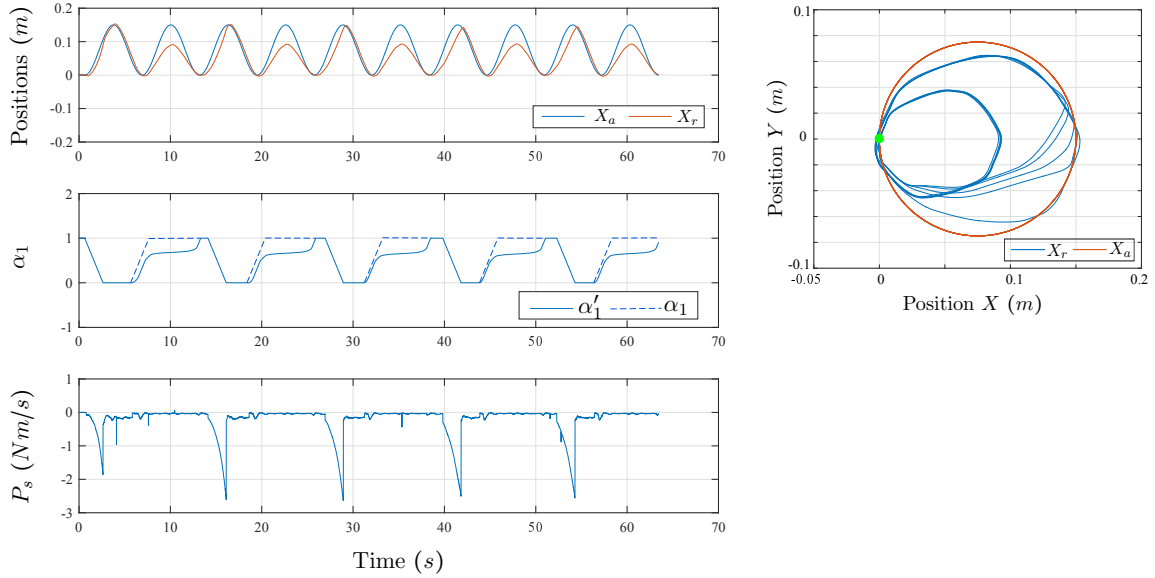 Positions (m)
0.2
0.1
0
-0.1
-0.2
X_a X_r
0 10 20 30 40 50 60 70
α_1
2
1
0
-1
α′_1 α_1
0 10 20 30 40 50 60 70
P_s (Nm/s)
1
0
-1
-2
-3
0 10 20 30 40 50 60 70
Time (s)
Position Y (m)
0.1
0
-0.1
X_r X_a
-0.05 0 0.1 0.2
Position X (m)